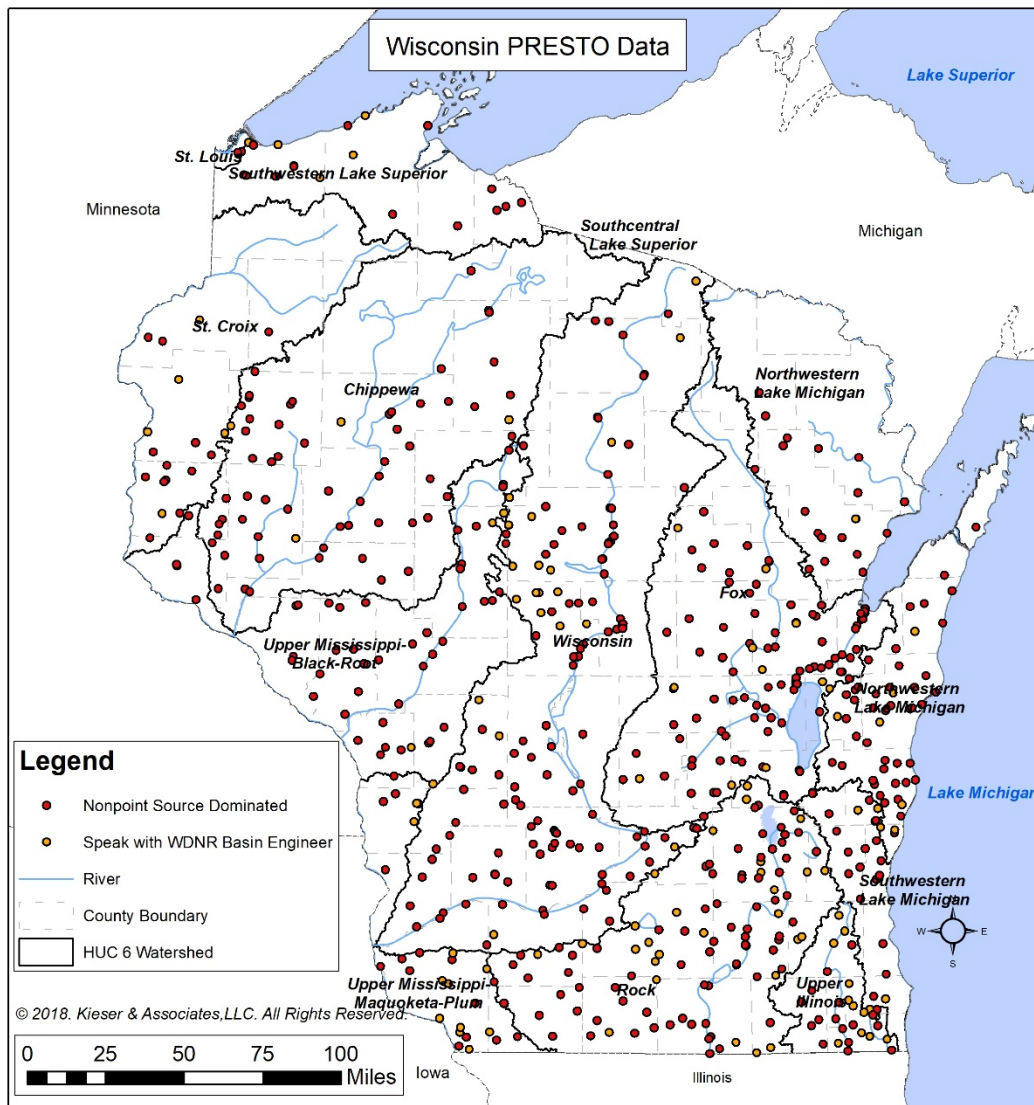 Wisconsin PRESTO Data
Lake Superior
St. Louis
Southwestern Lake Superior
Minnesota
Southcentral
Lake Superior
Michigan
St. Croix
Chippewa
Northwestern
Lake Michigan
Fox
Upper Mississippi-
Black-Root
Wisconsin
Northwestern
Lake Michigan
Lake Michigan
Southwestern
Lake Michigan
N
W
E
S
Upper Mississippi-
Maquoketa-Plum
Rock
Upper
Illinois
Legend
Nonpoint Source Dominated
Speak with WDNR Basin Engineer
River
County Boundary
HUC 6 Watershed
© 2018. Kieser & Associates,LLC. All Rights Reserved.
0 25 50 75 100
Miles
Iowa
Illinois